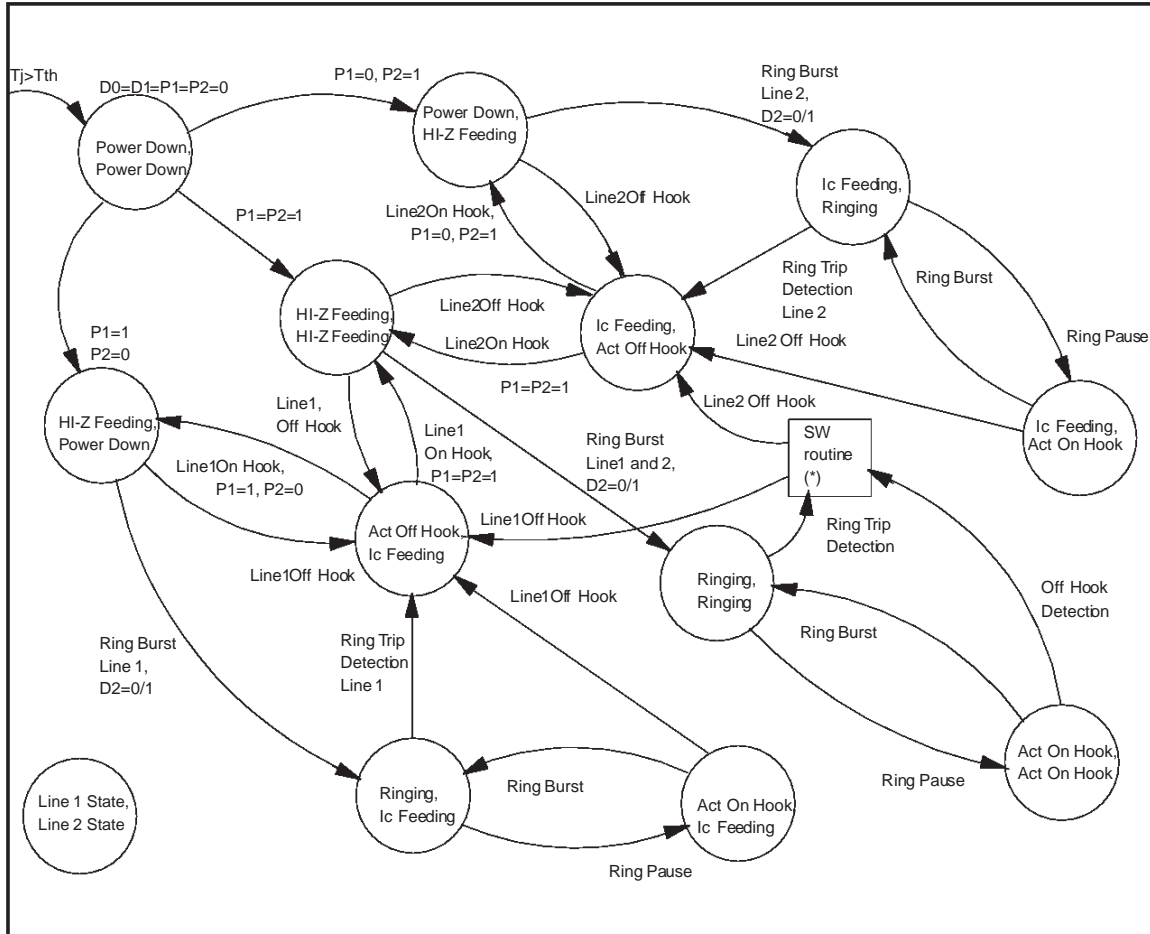 Tj>Tth
D0=D1=P1=P2=0
P1=0, P2=1
Ring Burst
Line 2,
D2=0/1
Power Down,
Power Down
Power Down,
HI-Z Feeding
Ic Feeding,
Ringing
P1=P2=1
Line2On Hook,
P1=0, P2=1
Line2Off Hook
Ring Trip
Detection
Line 2
Ring Burst
Ring Pause
P1=1
P2=0
HI-Z Feeding,
HI-Z Feeding
Line2Off Hook
Line2On Hook
P1=P2=1
Ic Feeding,
Act Off Hook
Line2 Off Hook
Line2 Off Hook
HI-Z Feeding,
Power Down
Line1,
Off Hook
Line1
On Hook,
P1=P2=1
Ring Burst
Line1 and 2,
D2=0/1
SW
routine
(*)
Ic Feeding,
Act On Hook
Line1On Hook,
P1=1, P2=0
Act Off Hook,
Ic Feeding
Line1Off Hook
Ring Trip
Detection
Line1Off Hook
Line1Off Hook
Ringing,
Ringing
Off Hook
Detection
Ring Burst
Ring Burst
Line 1,
D2=0/1
Ring Trip
Detection
Line 1
Act On Hook,
Act On Hook
Ring Pause
Line 1 State,
Line 2 State
Ringing,
Ic Feeding
Ring Burst
Act On Hook,
Ic Feeding
Ring Pause